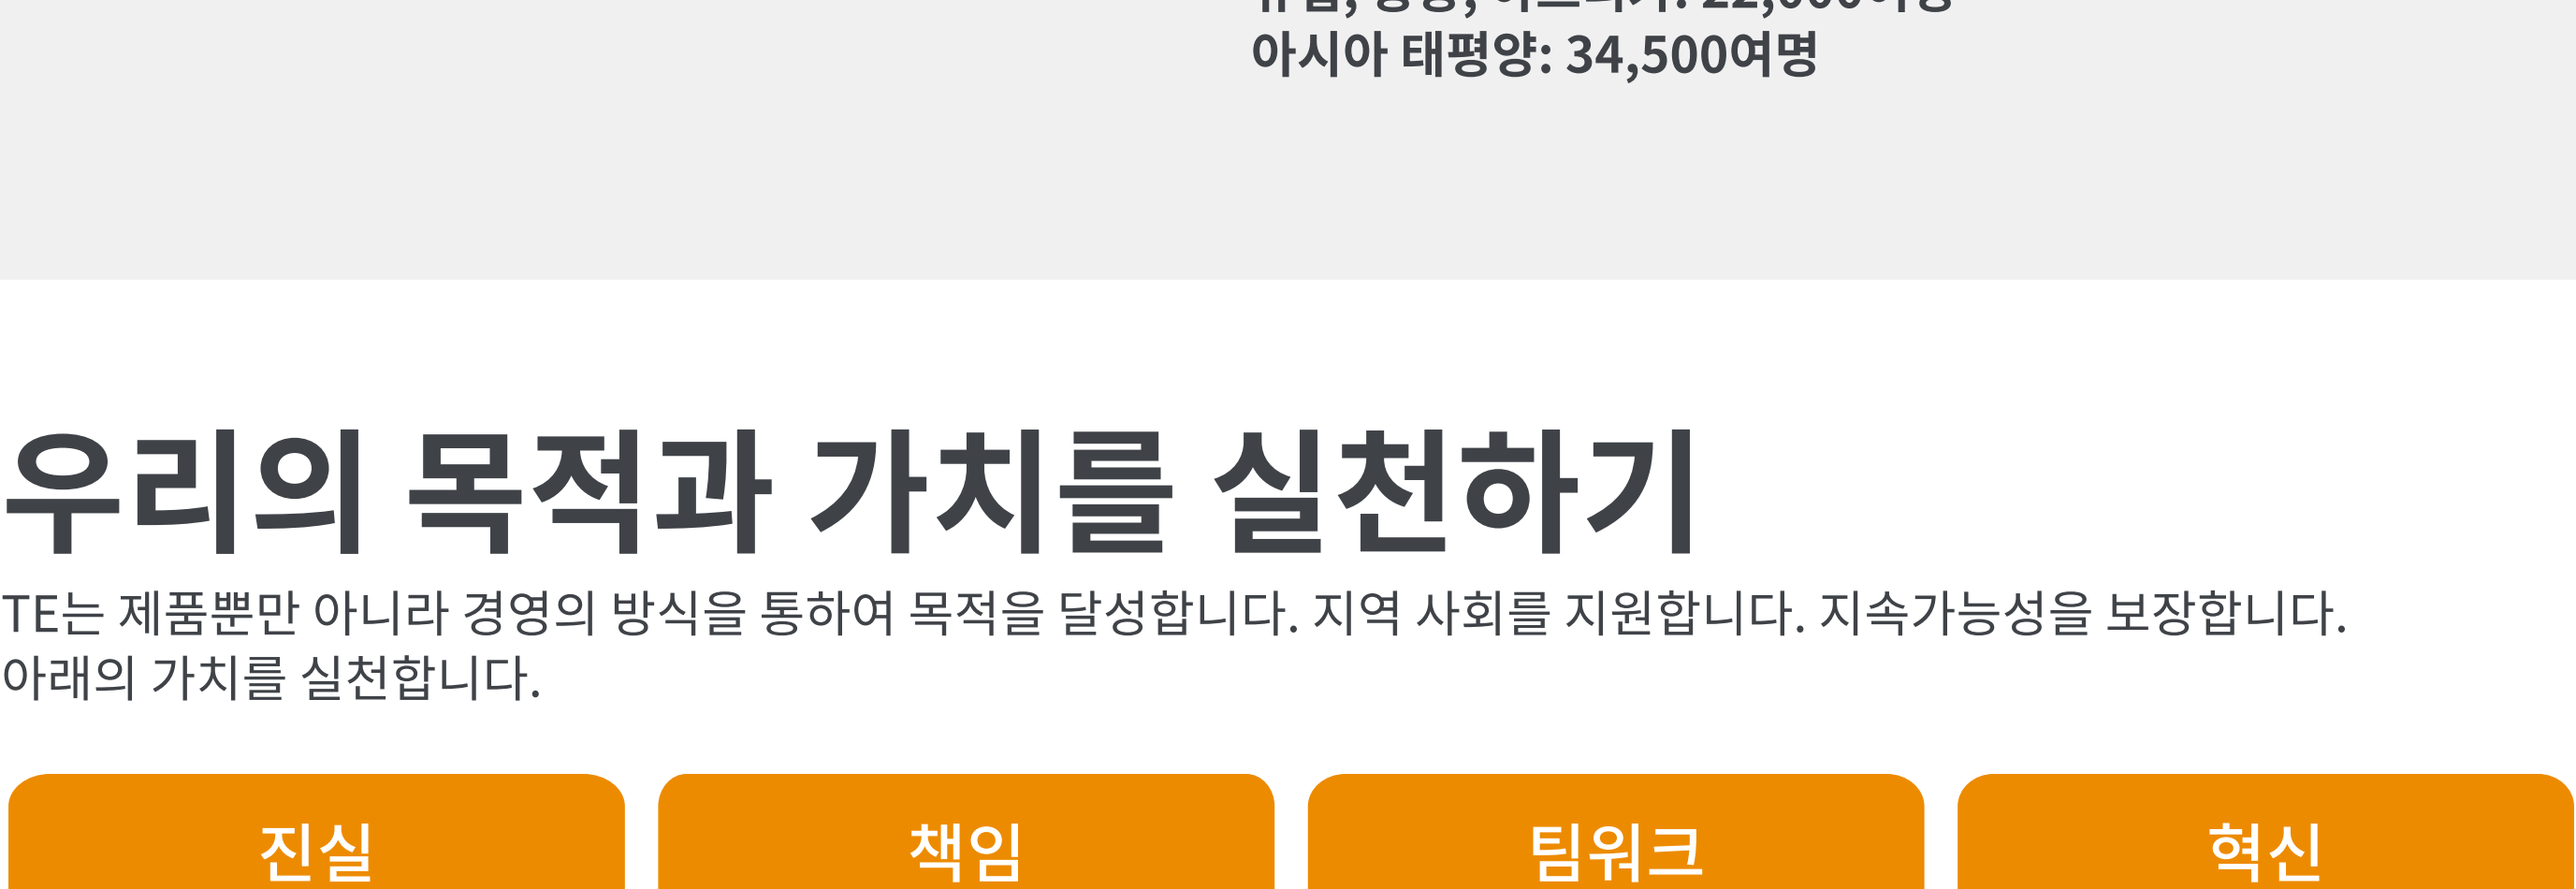 아시아 태평양: 34,500여명
우리의 목적과 가치를 실천하기
TE는 제품뿐만 아니라 경영의 방식을 통하여 목적을 달성합니다. 지역 사회를 지원합니다. 지속가능성을 보장합니다.
아래의 가치를 실천합니다.
진실
책임
팀워크
혁신